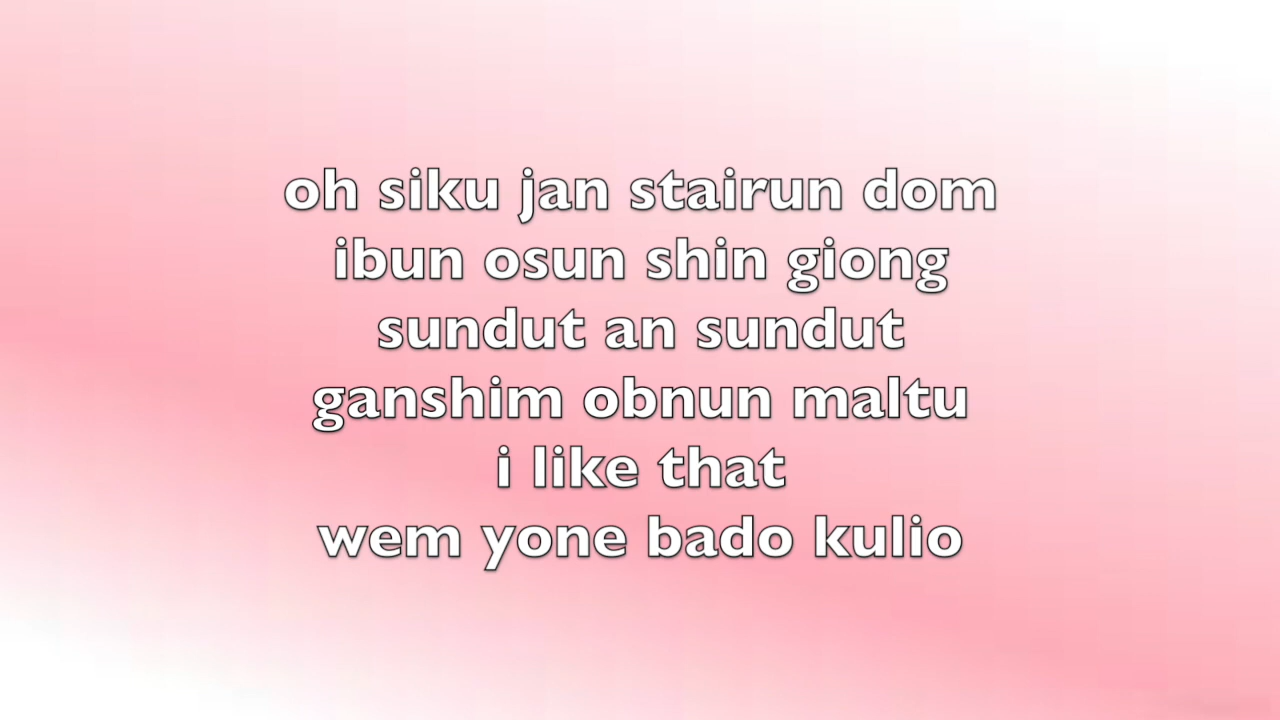 oh siku jan stairun dom
ibun osun shin giong
sundut an sundut
ganshim obnun maltu
i like that
wem yone bado kulio